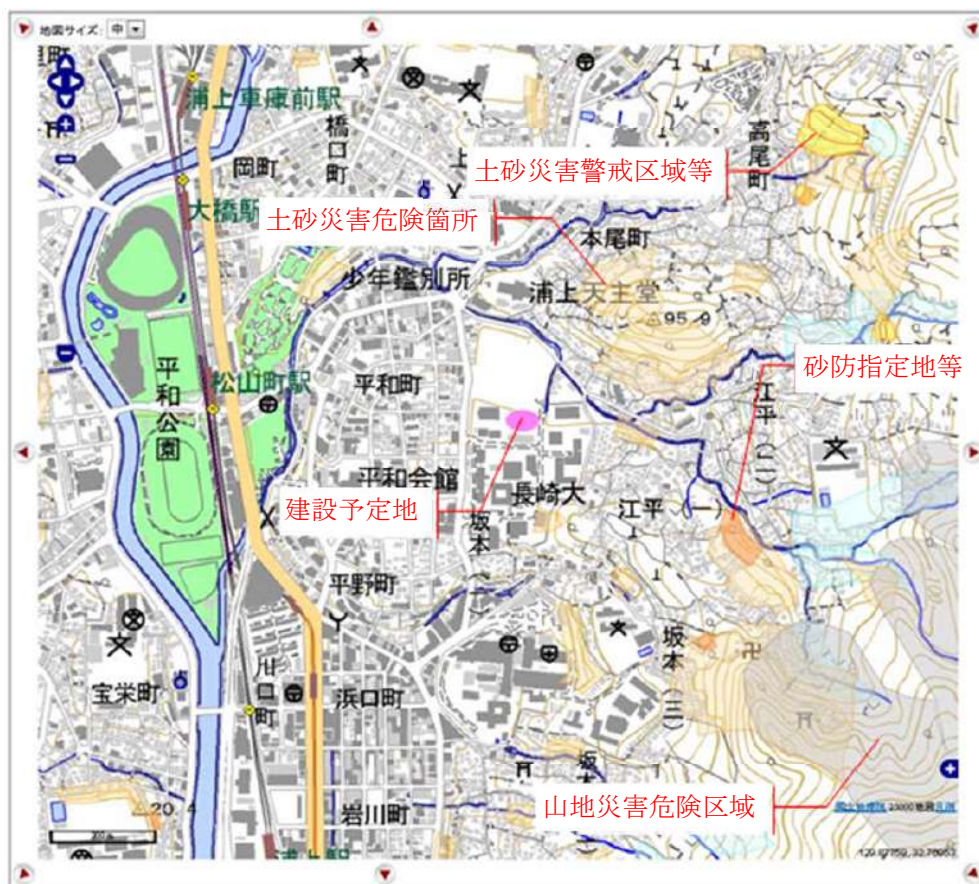 地図サイズ: 中
浦上車庫前駅
橋口町
岡町
上
高尾町
土砂災害警戒区域等
大橋駅
土砂災害危険箇所
本尾町
少年鑑別所
浦上天主堂
95.9
平和公園
松山町駅
平和町
砂防指定地等
江平(二)
平和会館
長崎大
建設予定地
坂本(一)
江平(一)
平野町
坂本(三)
宝栄町
川口町
浜口町
山地災害危険区域
20.4
岩川町
浦上駅